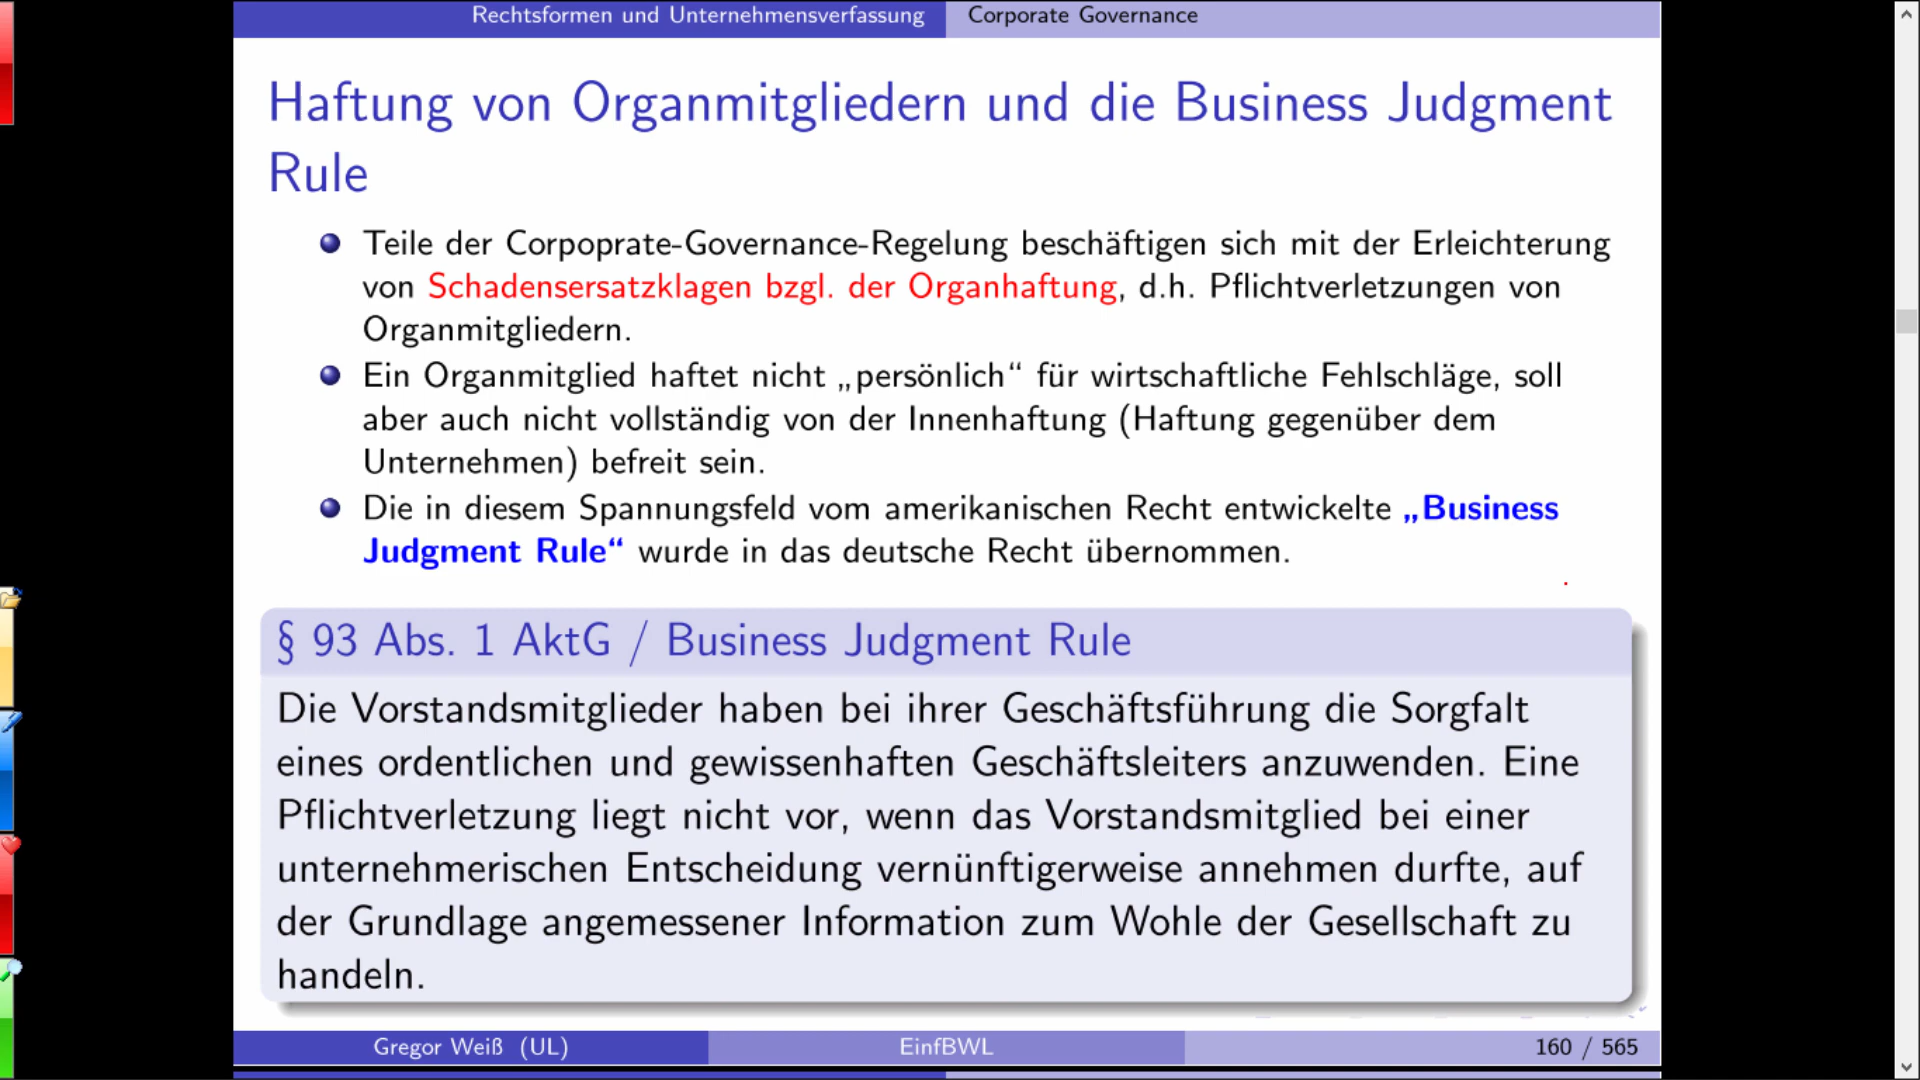 Rechtsformen und Unternehmensverfassung Corporate Governance
Haftung von Organmitgliedern und die Business Judgment
Rule
Teile der Corpoprate-Governance-Regelung beschäftigen sich mit der Erleichterung
von Schadensersatzklagen bzgl. der Organhaftung, d.h. Pflichtverletzungen von
Organmitgliedern.
Ein Organmitglied haftet nicht „persönlich“ für wirtschaftliche Fehlschläge, soll
aber auch nicht vollständig von der Innenhaftung (Haftung gegenüber dem
Unternehmen) befreit sein.
Die in diesem Spannungsfeld vom amerikanischen Recht entwickelte „Business
Judgment Rule“ wurde in das deutsche Recht übernommen.
§ 93 Abs. 1 AktG / Business Judgment Rule
Die Vorstandsmitglieder haben bei ihrer Geschäftsführung die Sorgfalt
eines ordentlichen und gewissenhaften Geschäftsleiters anzuwenden. Eine
Pflichtverletzung liegt nicht vor, wenn das Vorstandsmitglied bei einer
unternehmerischen Entscheidung vernünftigerweise annehmen durfte, auf
der Grundlage angemessener Information zum Wohle der Gesellschaft zu
handeln.
Gregor Weiß (UL) EinfBWL 160 / 565